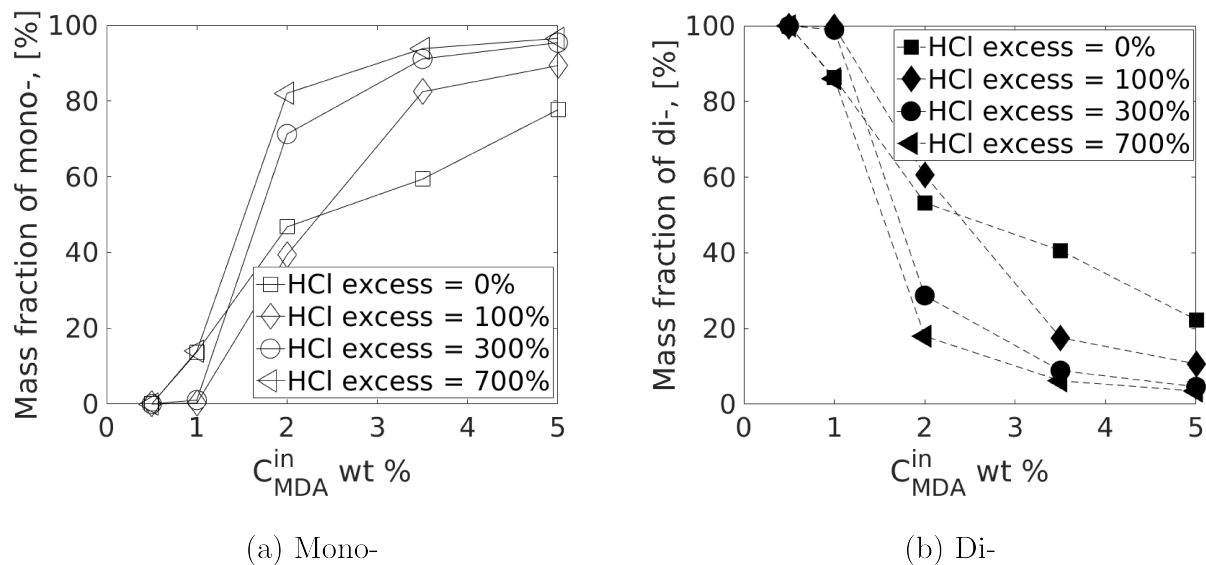 Mass fraction of mono-, [%]
100
80
60
40
20
0
HCl excess = 0%
HCl excess = 100%
HCl excess = 300%
HCl excess = 700%
0 1 2 3 4 5
C^in_MDA wt %
(a) Mono-
Mass fraction of di-, [%]
100
80
60
40
20
0
HCl excess = 0%
HCl excess = 100%
HCl excess = 300%
HCl excess = 700%
0 1 2 3 4 5
C^in_MDA wt %
(b) Di-